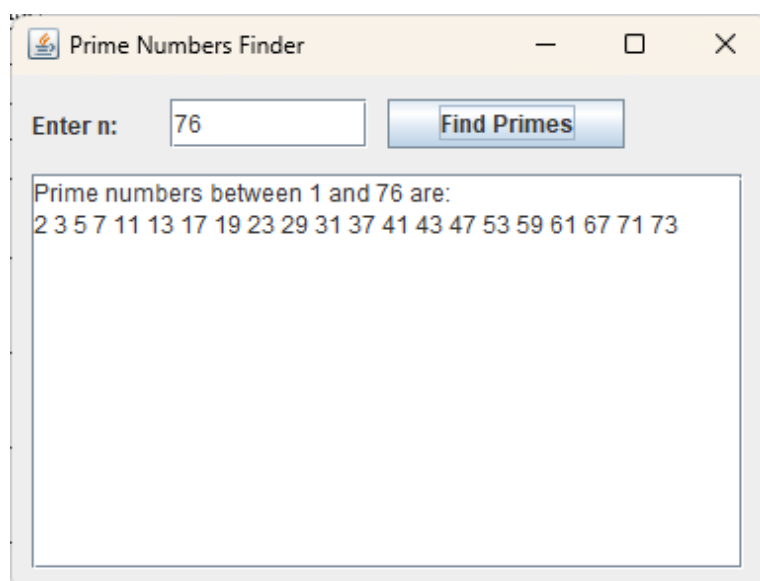 Prime Numbers Finder
Enter n: 76 Find Primes
Prime numbers between 1 and 76 are:
2 3 5 7 11 13 17 19 23 29 31 37 41 43 47 53 59 61 67 71 73